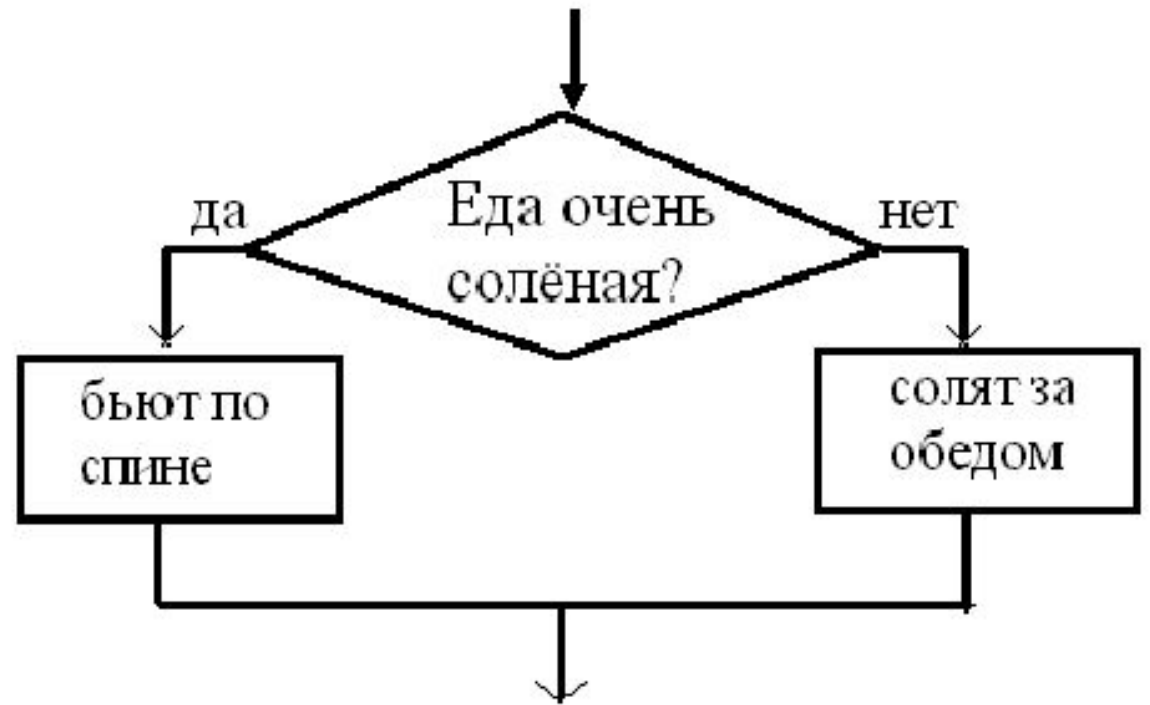 да
Еда очень
солёная?
нет
бьют по
спине
солят за
обедом